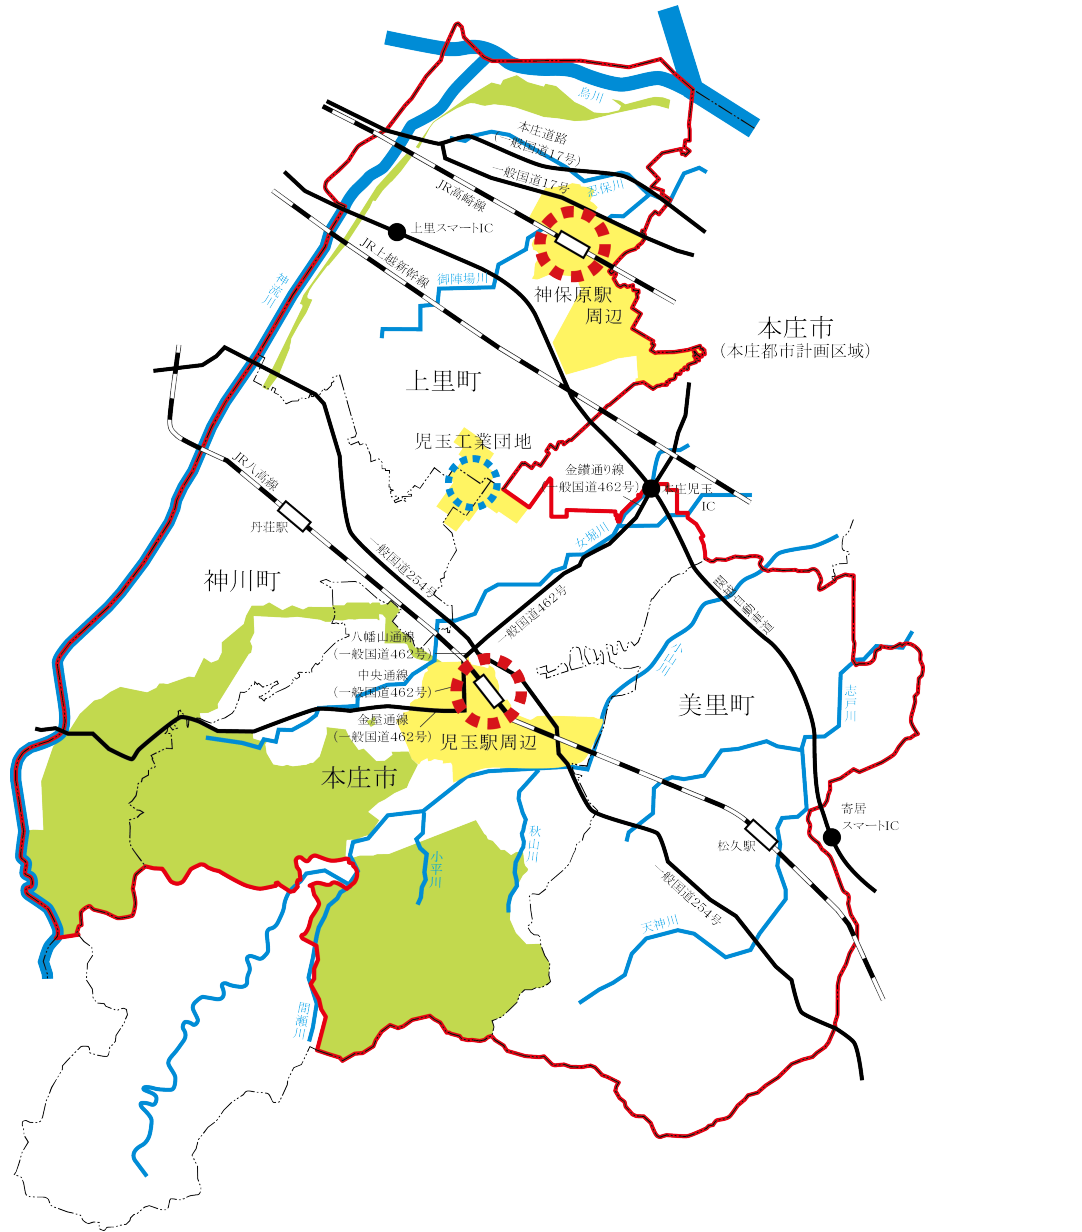 烏川
本庄道路
(一般国道17号)
一般国道17号
忍保川
JR高崎線
上里スマートIC
JR上越新幹線
御陣場川
神流川
神保原駅
周辺
本庄市
(本庄都市計画区域)
上里町
児玉工業団地
金鑚通り線
(一般国道462号)
本庄児玉
IC
JR八高線
丹荘駅
女堀川
一般国道254号
神川町
関越自動車道
一般国道462号
八幡山通線
(一般国道462号)
小山川
中央通線
(一般国道462号)
金屋通線
(一般国道462号)
児玉駅周辺
美里町
志戸川
本庄市
寄居
スマートIC
松久駅
秋山川
小平川
一般国道254号
天神川
間瀬川